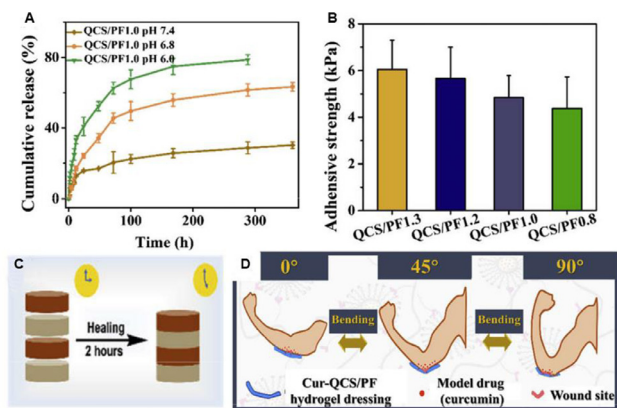 A
QCS/PF1.0 pH 7.4
QCS/PF1.0 pH 6.8
QCS/PF1.0 pH 6.0
Cumulative release (%)
80
40
0
0 100 200 300
Time (h)
B
Adhensive strength (kPa)
8
6
4
2
0
QCS/PF1.3 QCS/PF1.2 QCS/PF1.0 QCS/PF0.8
C
Healing
2 hours
D
0° 45° 90°
Bending Bending
Cur-QCS/PF hydrogel dressing
Model drug (curcumin)
Wound site